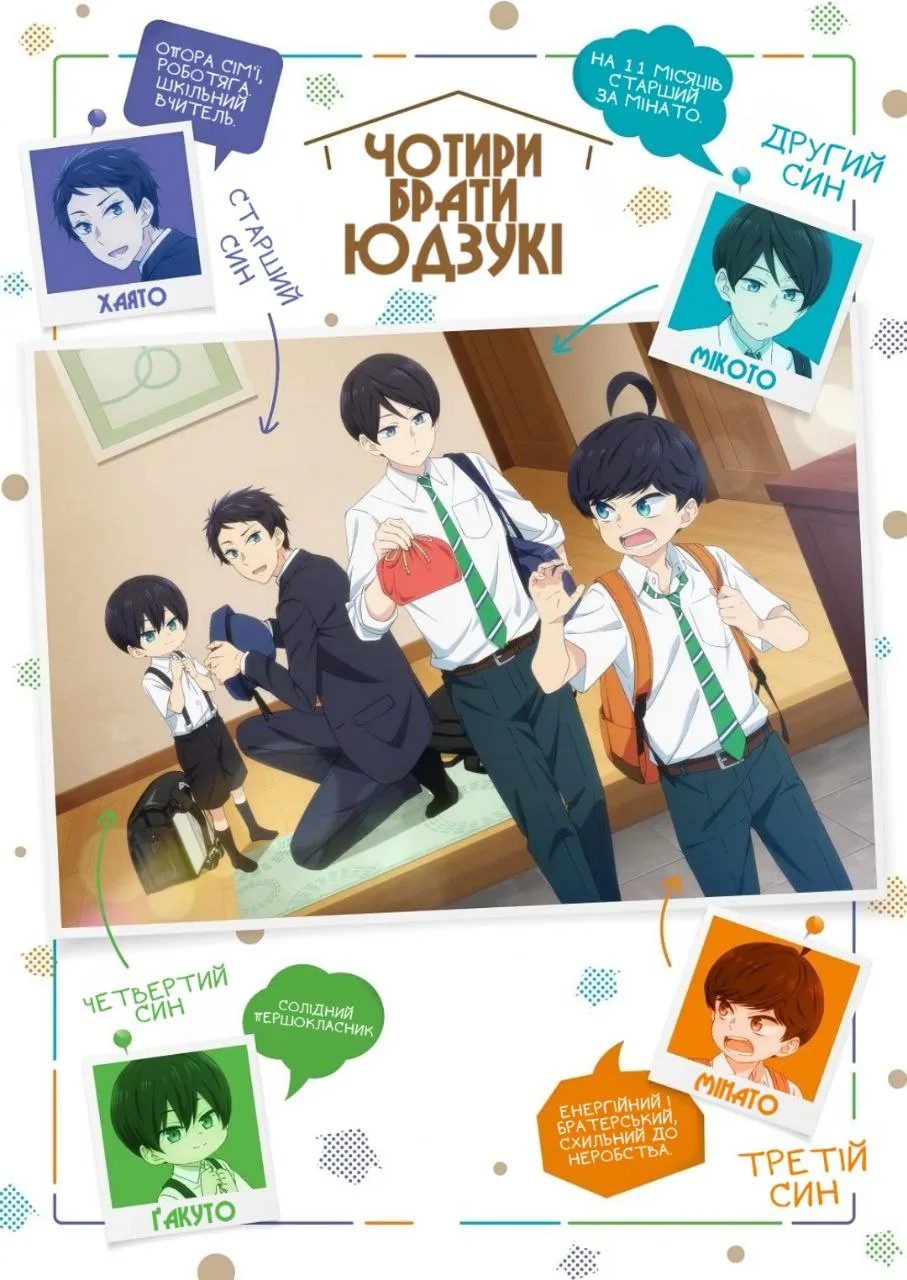 ОПОРА СІМ'Ї,
РОБОТЯГА.
ШКІЛЬНИЙ
ВЧИТЕЛЬ.
ХАЯТО
СТАРШИЙ
СИН
ЧОТИРИ
БРАТИ
ЮДЗУКІ
НА 11 МІСЯЦІВ
СТАРШИЙ
ЗА МІНАТО.
ДРУГИЙ
СИН
МІКОТО
ЧЕТВЕРТИЙ
СИН
СОЛІДНИЙ
ПЕРШОКЛАСНИК
ҐАКУТО
МІНАТО
ЕНЕРГІЙНИЙ І
БРАТЕРСЬКИЙ,
СХИЛЬНИЙ ДО
НЕРОБСТВА.
ТРЕТІЙ
СИН